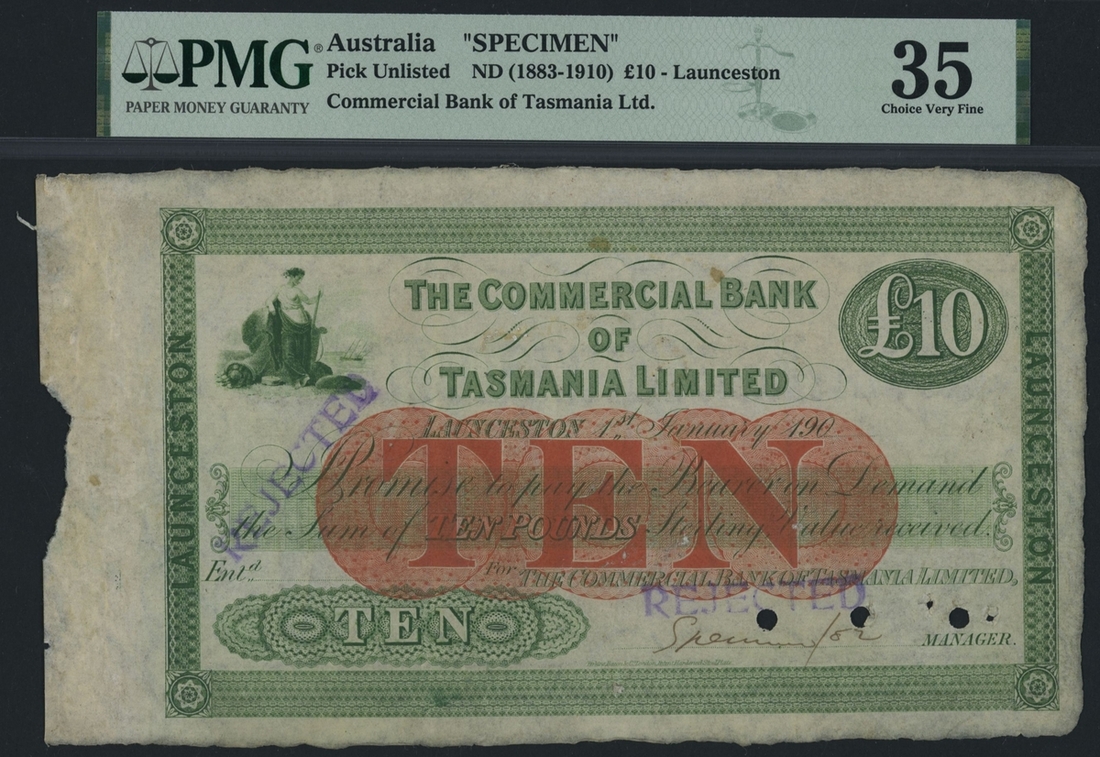 PMG®
PAPER MONEY GUARANTY
Australia "SPECIMEN"
Pick Unlisted ND (1883-1910) £10 - Launceston
Commercial Bank of Tasmania Ltd.
35
Choice Very Fine
LAUNCESTON
LAUNCESTON
THE COMMERCIAL BANK
OF
TASMANIA LIMITED
£10
LAUNCESTON 1st January 190
TEN
I Promise to pay the Bearer on Demand
the Sum of TEN POUNDS Sterling Value received.
REJECTED
Entd
For THE COMMERCIAL BANK OF TASMANIA LIMITED,
REJECTED
TEN
Specimen/82
MANAGER.